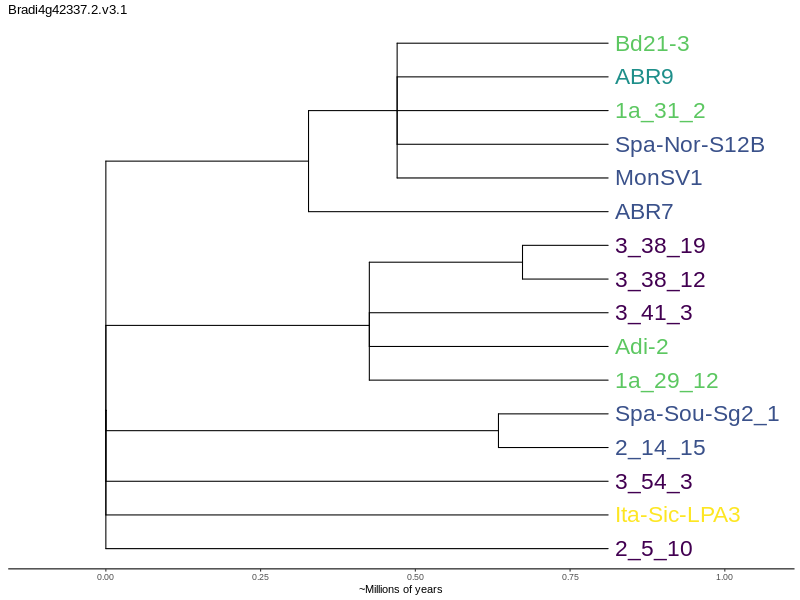 Bradi4g42337.2.v3.1
Bd21-3
ABR9
1a_31_2
Spa-Nor-S12B
MonSV1
ABR7
3_38_19
3_38_12
3_41_3
Adi-2
1a_29_12
Spa-Sou-Sg2_1
2_14_15
3_54_3
Ita-Sic-LPA3
2_5_10
0.00 0.25 0.50 0.75 1.00
~Millions of years